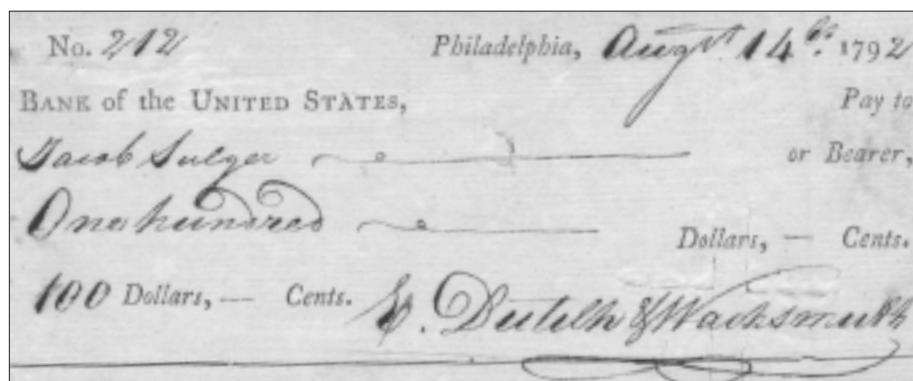 No. 212 Philadelphia, Augst. 14th. 1792
BANK of the UNITED STATES, Pay to
Jacob Sulger or Bearer,
One hundred Dollars, — Cents.
100 Dollars, — Cents. E. Dutilh & Wachsmuth